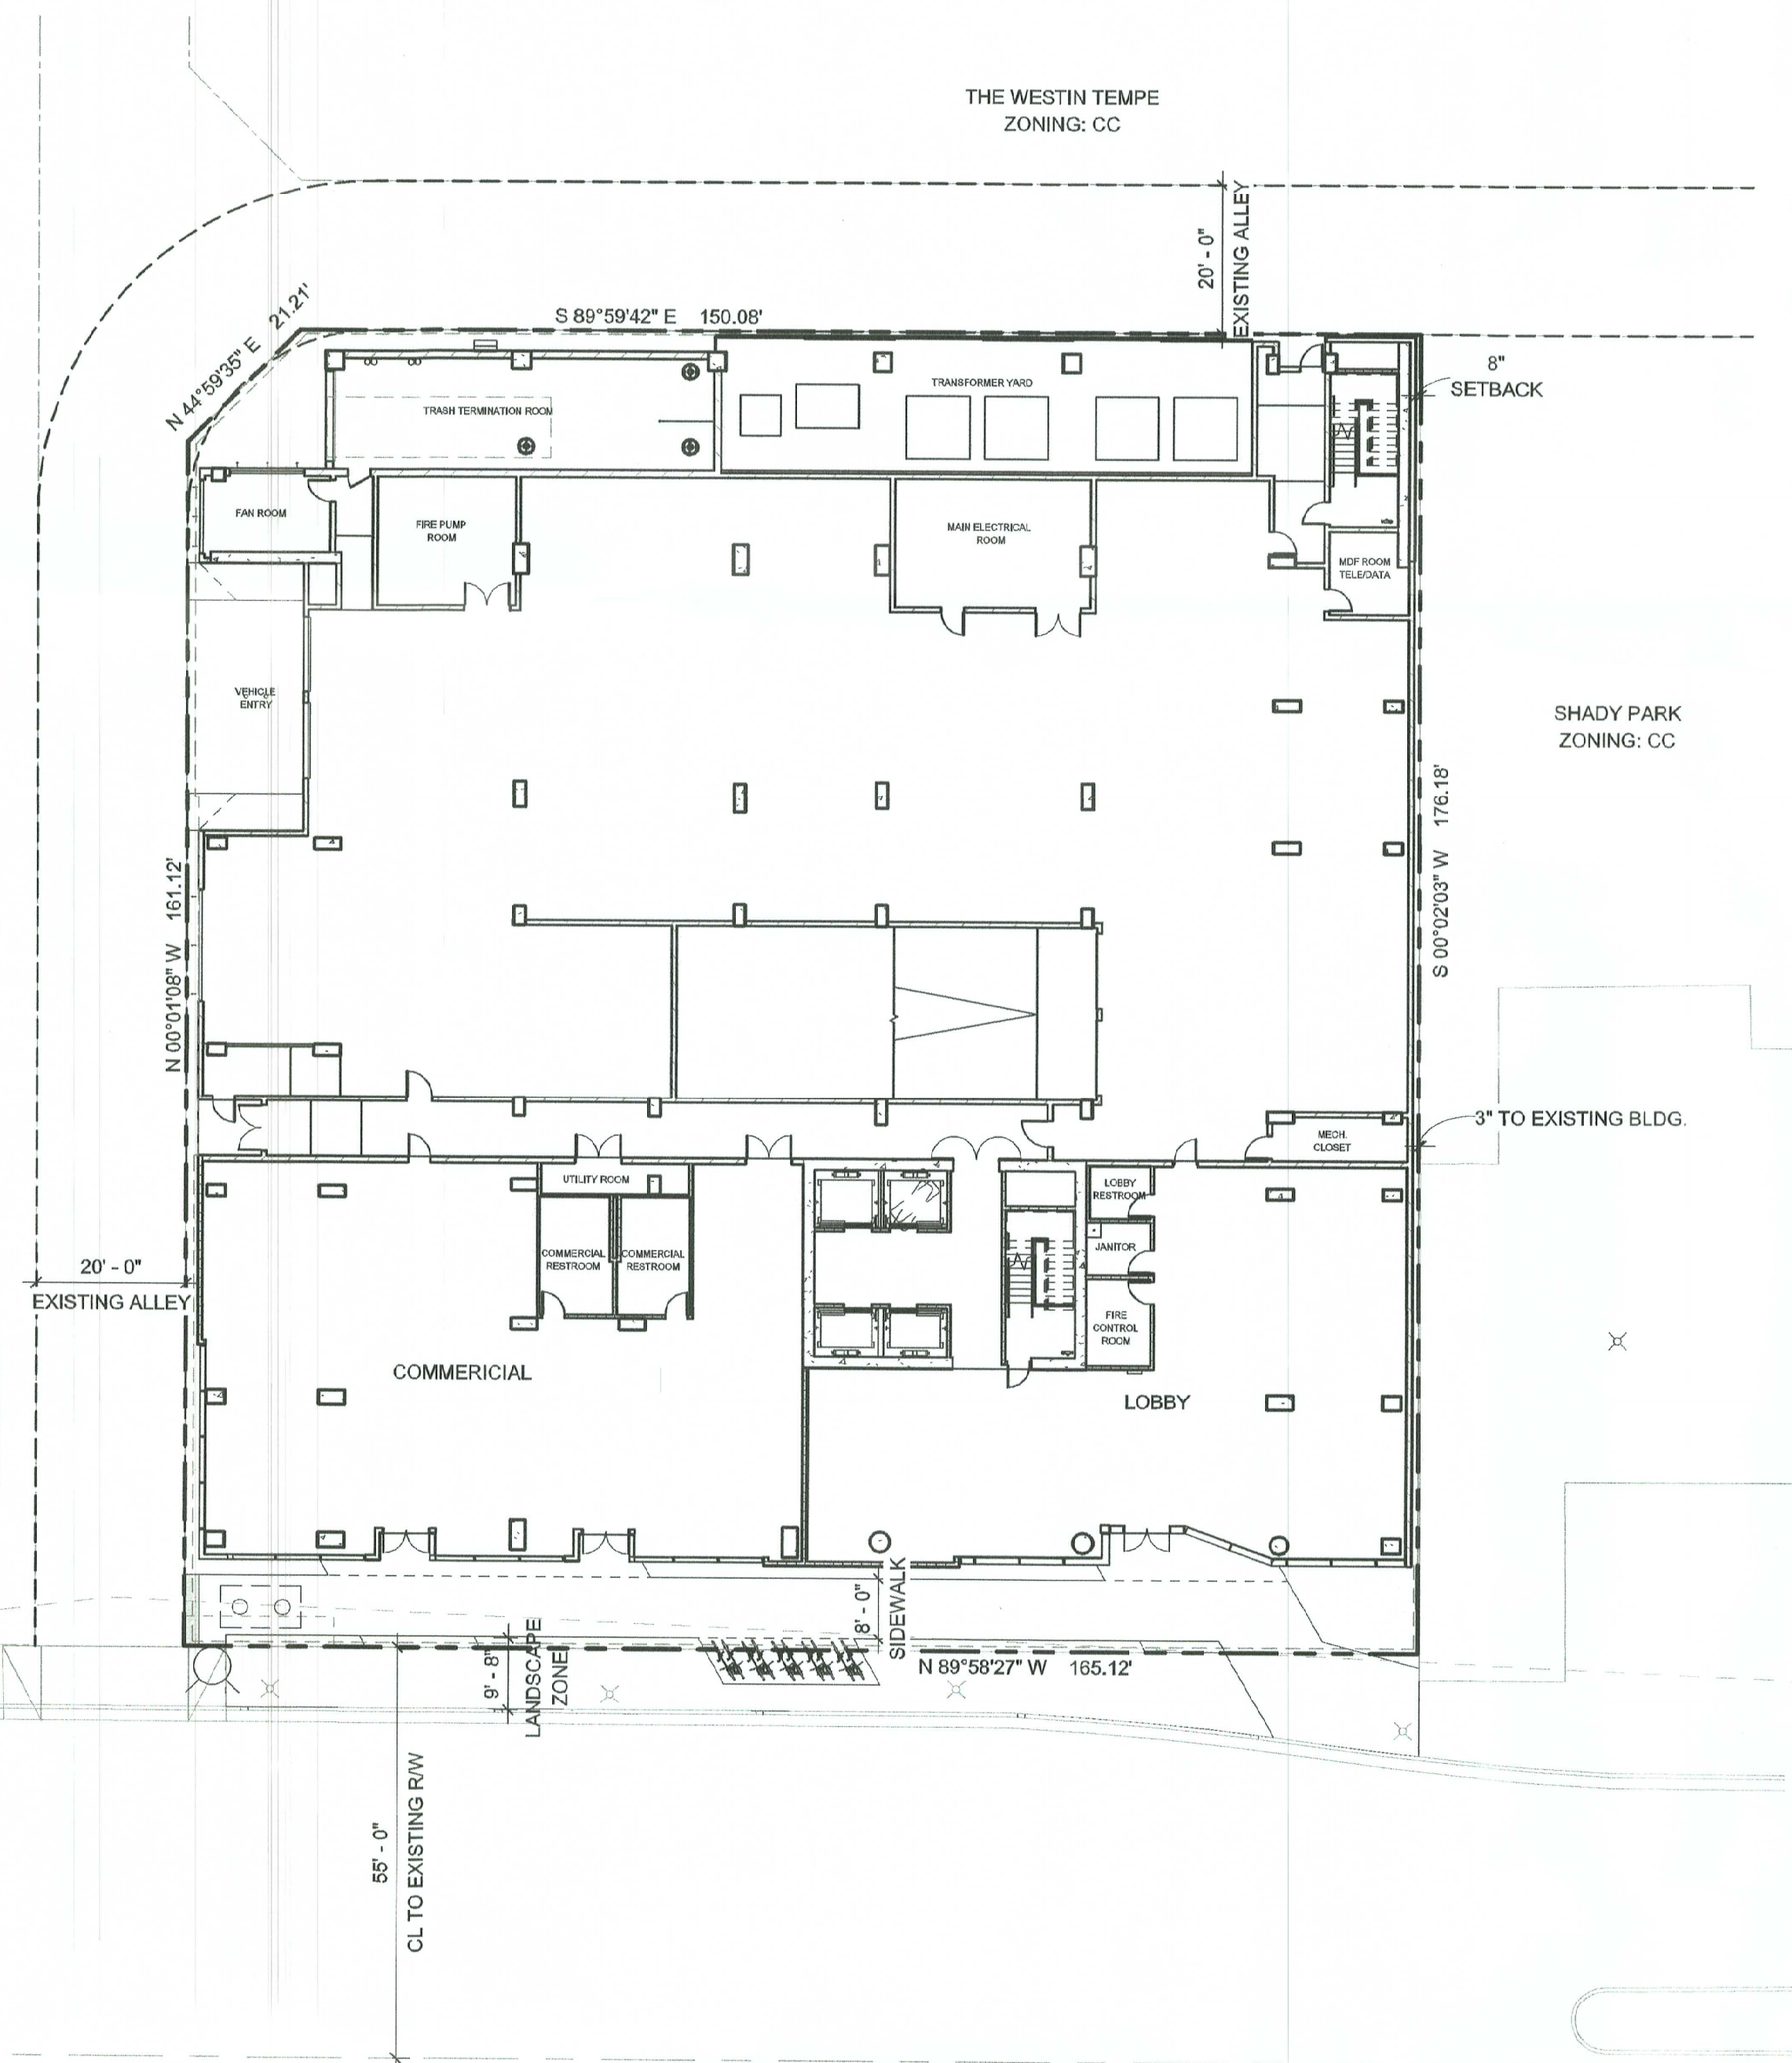 THE WESTIN TEMPE
ZONING: CC
20' - 0"
EXISTING ALLEY
N 44°59'35" E 21.21'
S 89°59'42" E 150.08'
8"
SETBACK
TRASH TERMINATION ROOM
TRANSFORMER YARD
FAN ROOM
FIRE PUMP
ROOM
MAIN ELECTRICAL
ROOM
MDF ROOM
TELE/DATA
VEHICLE
ENTRY
SHADY PARK
ZONING: CC
N 00°01'08" W 161.12'
S 00°02'03" W 176.18'
3" TO EXISTING BLDG.
MECH.
CLOSET
UTILITY ROOM
LOBBY
RESTROOM
COMMERCIAL
RESTROOM
COMMERCIAL
RESTROOM
JANITOR
FIRE
CONTROL
ROOM
20' - 0"
EXISTING ALLEY
COMMERICIAL
LOBBY
8' - 0"
SIDEWALK
9' - 8"
LANDSCAPE
ZONE
N 89°58'27" W 165.12'
55' - 0"
CL TO EXISTING R/W